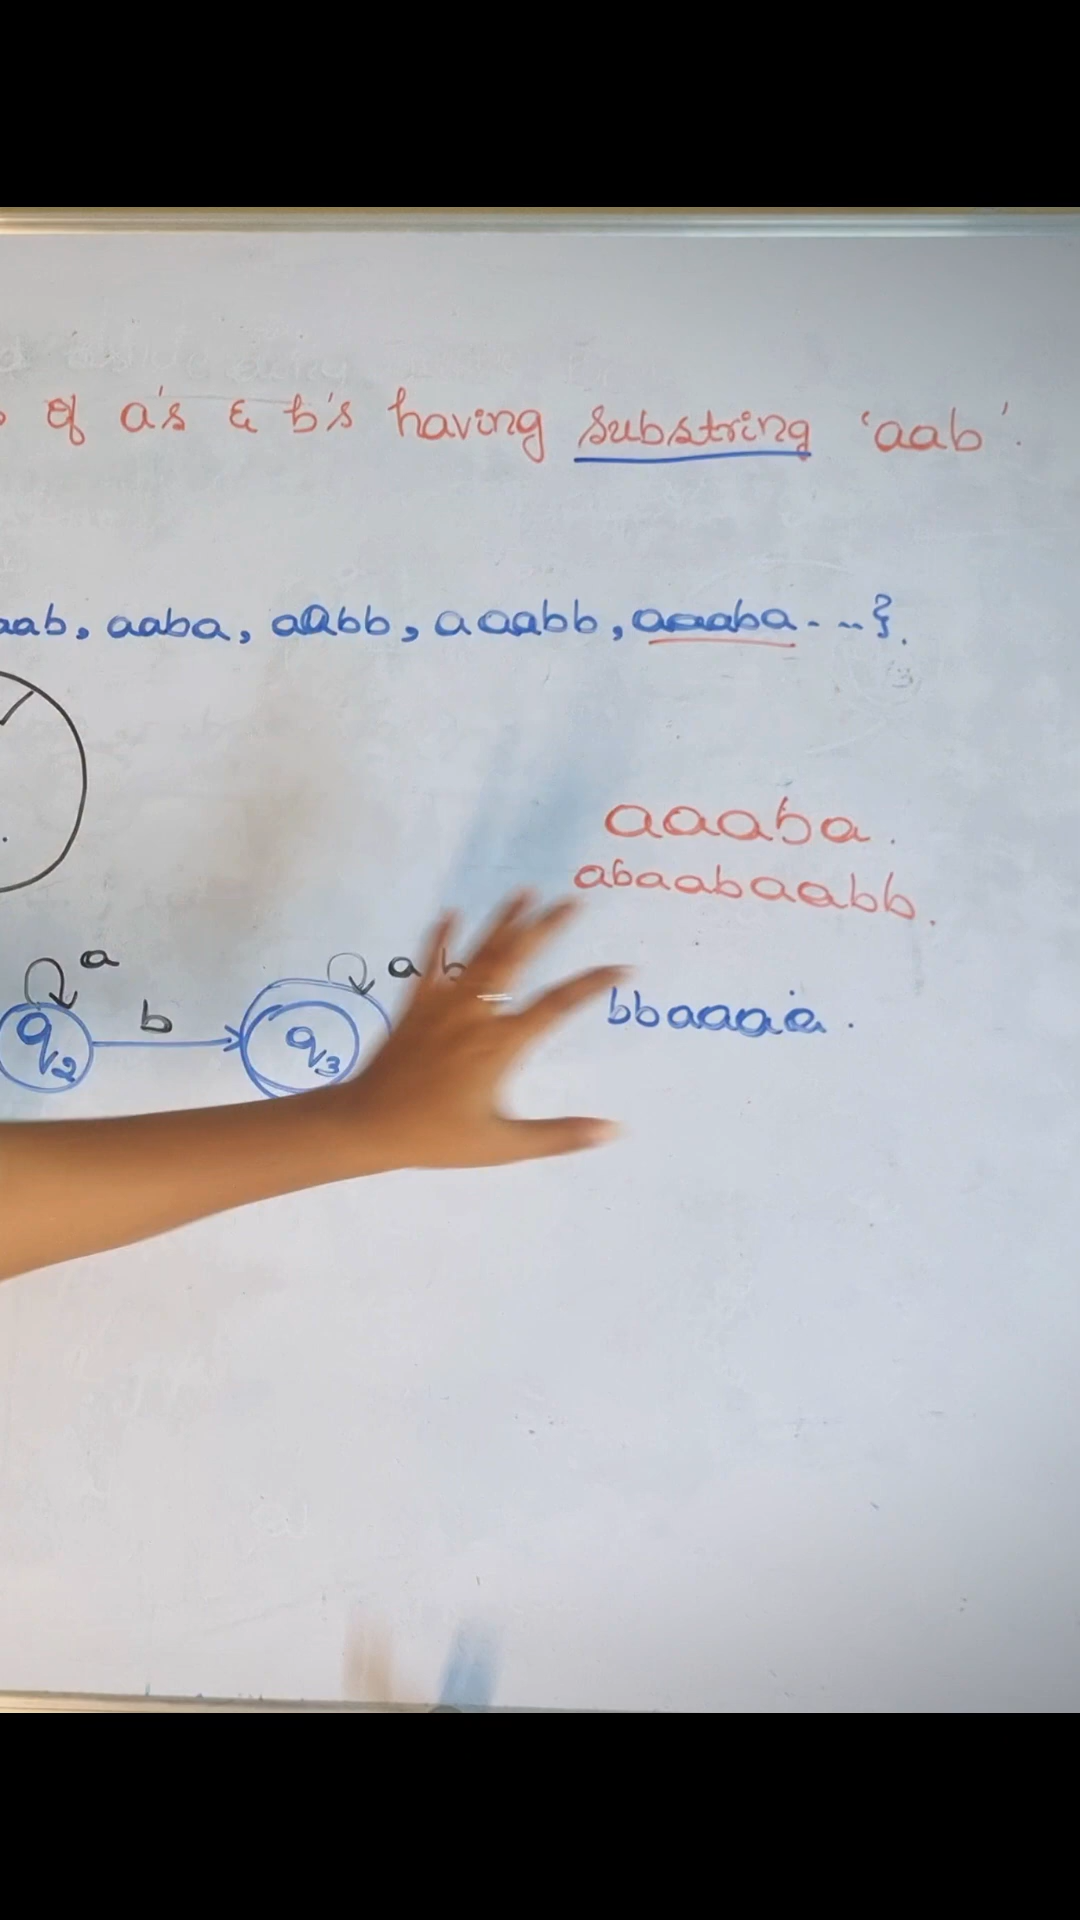 of a's & b's having substring 'aab'.
aab, aaba, aabb, aaabb, aaaba - - -}.
aaaba.
abaabaabb.
a
a b
b
bbaaaa.
q2
q3